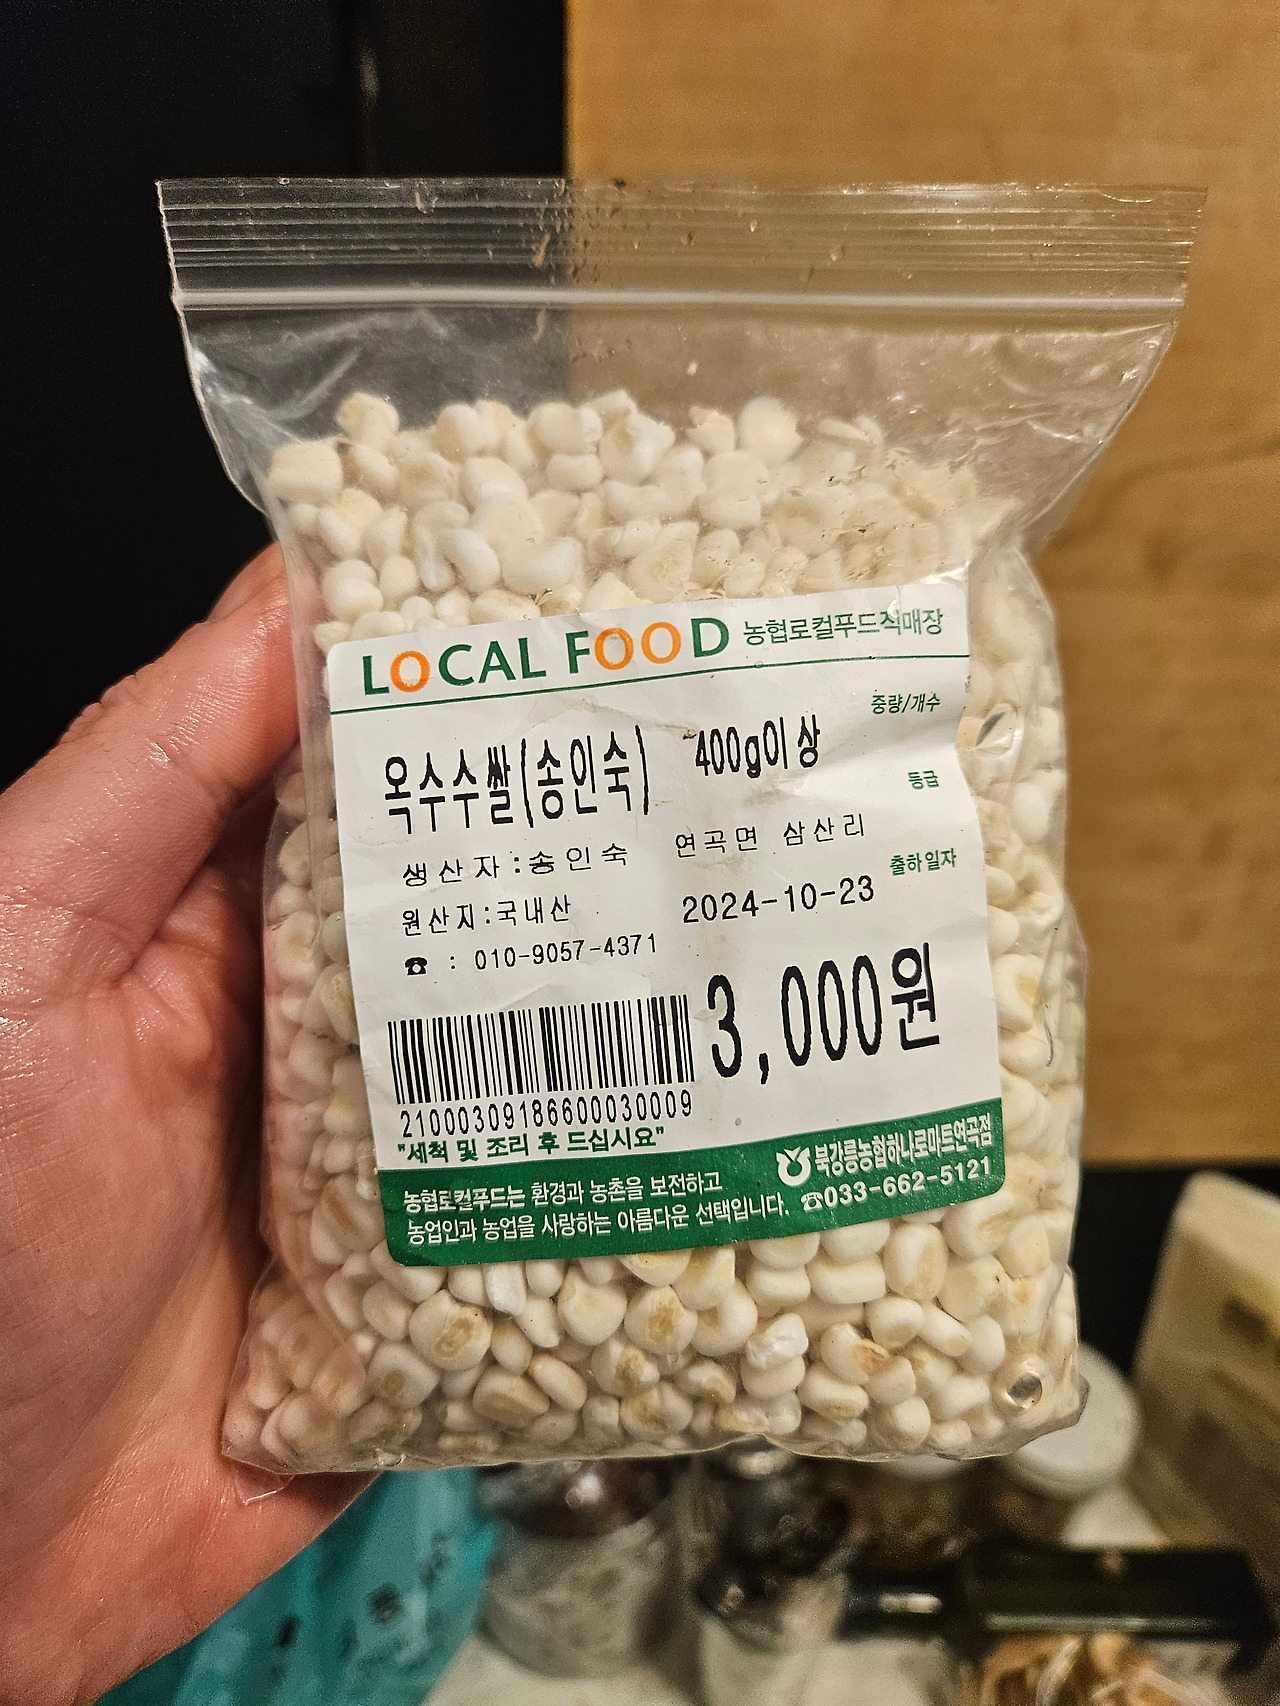 LOCAL FOOD 농협로컬푸드직매장
중량/개수
옥수수쌀(송인숙) 400g이상
등급
생산자:송인숙 연곡면 삼산리
출하일자
원산지:국내산 2024-10-23
☎ : 010-9057-4371
3,000원
21000309186600030009
"세척 및 조리 후 드십시요"
농협로컬푸드는 환경과 농촌을 보전하고
농업인과 농업을 사랑하는 아름다운 선택입니다.
북강릉농협하나로마트연곡점
☎033-662-5121